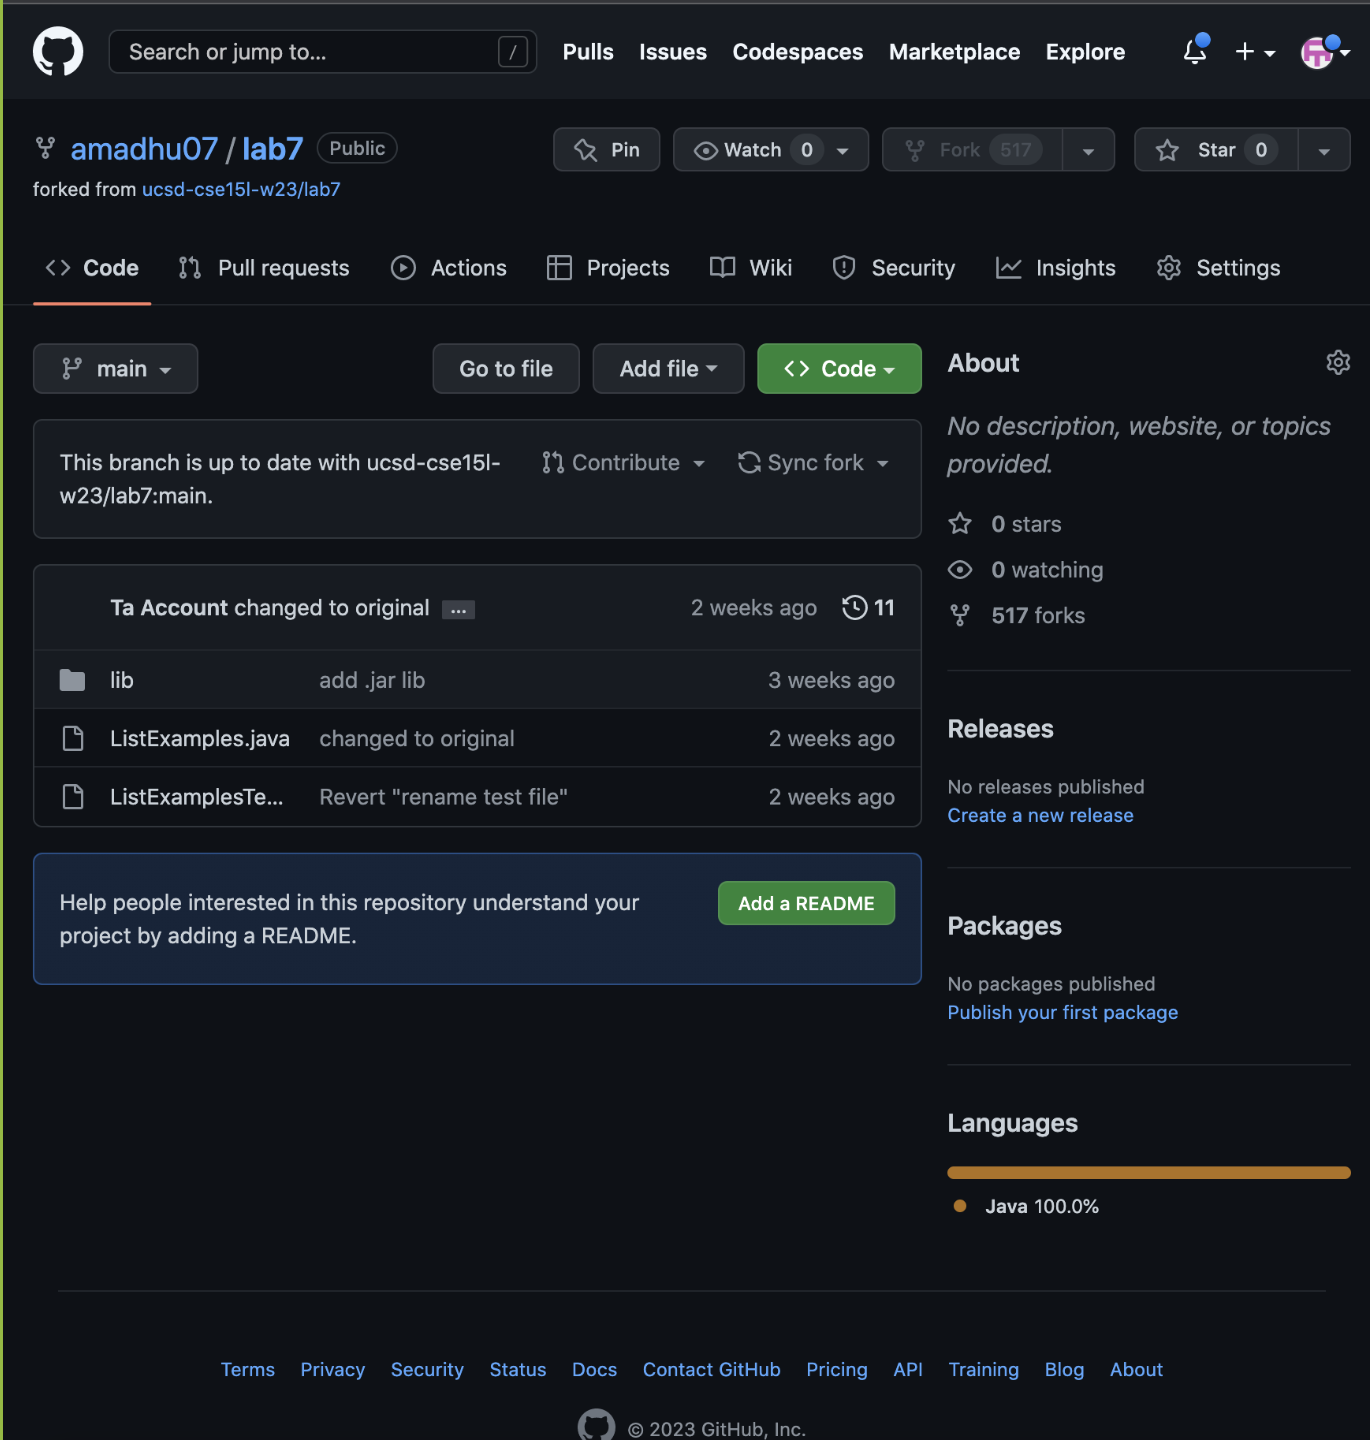 Search or jump to... /
Pulls Issues Codespaces Marketplace Explore
amadhu07 / lab7 Public
Pin Watch 0 Fork 517 Star 0
forked from ucsd-cse15l-w23/lab7
Code Pull requests Actions Projects Wiki Security Insights Settings
main Go to file Add file Code
This branch is up to date with ucsd-cse15l-
w23/lab7:main.
Contribute Sync fork
Ta Account changed to original ... 2 weeks ago 11
lib add .jar lib 3 weeks ago
ListExamples.java changed to original 2 weeks ago
ListExamplesTe... Revert "rename test file" 2 weeks ago
Help people interested in this repository understand your
project by adding a README.
Add a README
About
No description, website, or topics
provided.
0 stars
0 watching
517 forks
Releases
No releases published
Create a new release
Packages
No packages published
Publish your first package
Languages
Java 100.0%
Terms Privacy Security Status Docs Contact GitHub Pricing API Training Blog About
© 2023 GitHub, Inc.